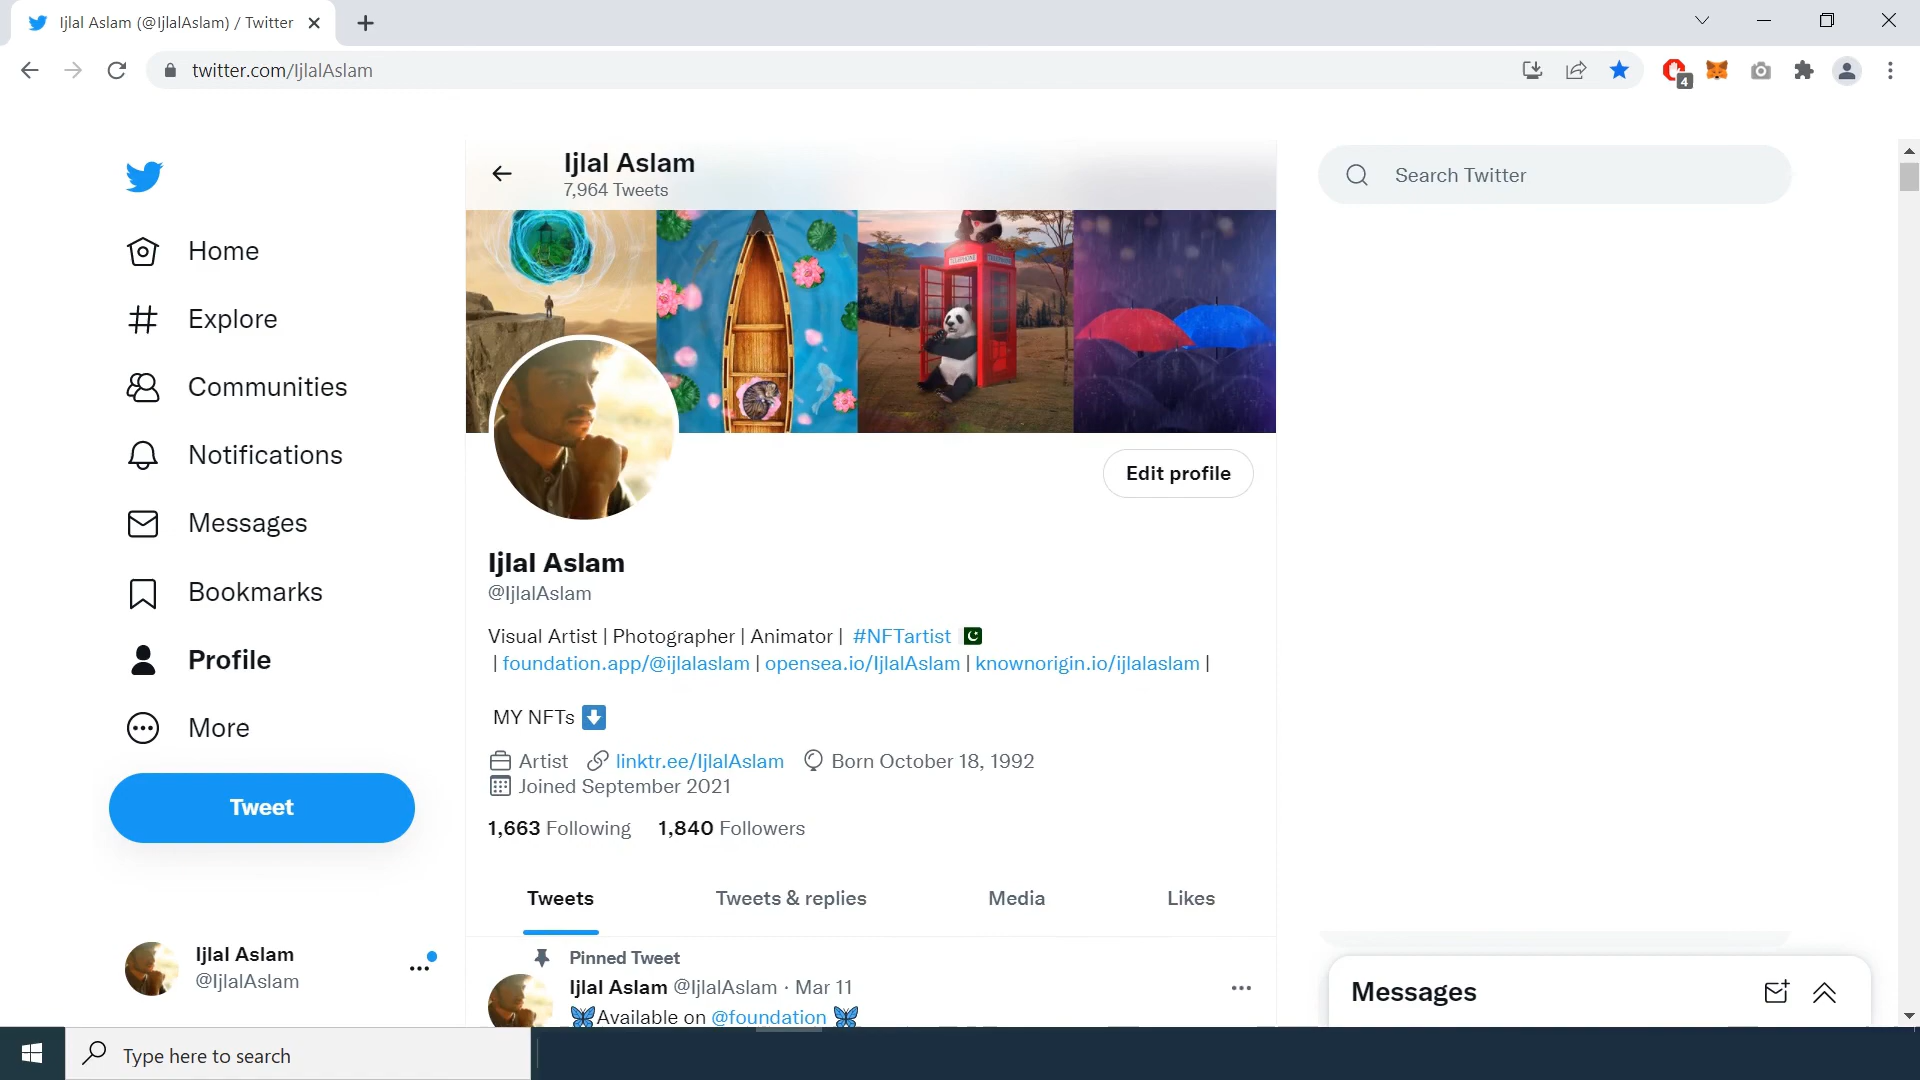 Ijlal Aslam (@IjlalAslam) / Twitter
twitter.com/IjlalAslam
4
Home
Explore
Communities
Notifications
Messages
Bookmarks
Profile
More
Tweet
Ijlal Aslam
@IjlalAslam
Ijlal Aslam
7,964 Tweets
TELEPHONE
Edit profile
Ijlal Aslam
@IjlalAslam
Visual Artist | Photographer | Animator | #NFTartist 🇵🇰
| foundation.app/@ijlalaslam | opensea.io/IjlalAslam | knownorigin.io/ijlalaslam |
MY NFTs ⬇️
Artist linktr.ee/IjlalAslam Born October 18, 1992
Joined September 2021
1,663 Following 1,840 Followers
Tweets Tweets & replies Media Likes
Pinned Tweet
Ijlal Aslam @IjlalAslam · Mar 11
🦋Available on @foundation 🦋
Search Twitter
Messages
Type here to search